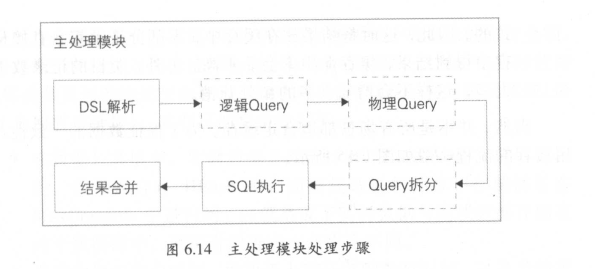 主处理模块
DSL解析
逻辑Query
物理Query
结果合并
SQL执行
Query拆分
图 6.14 主处理模块处理步骤